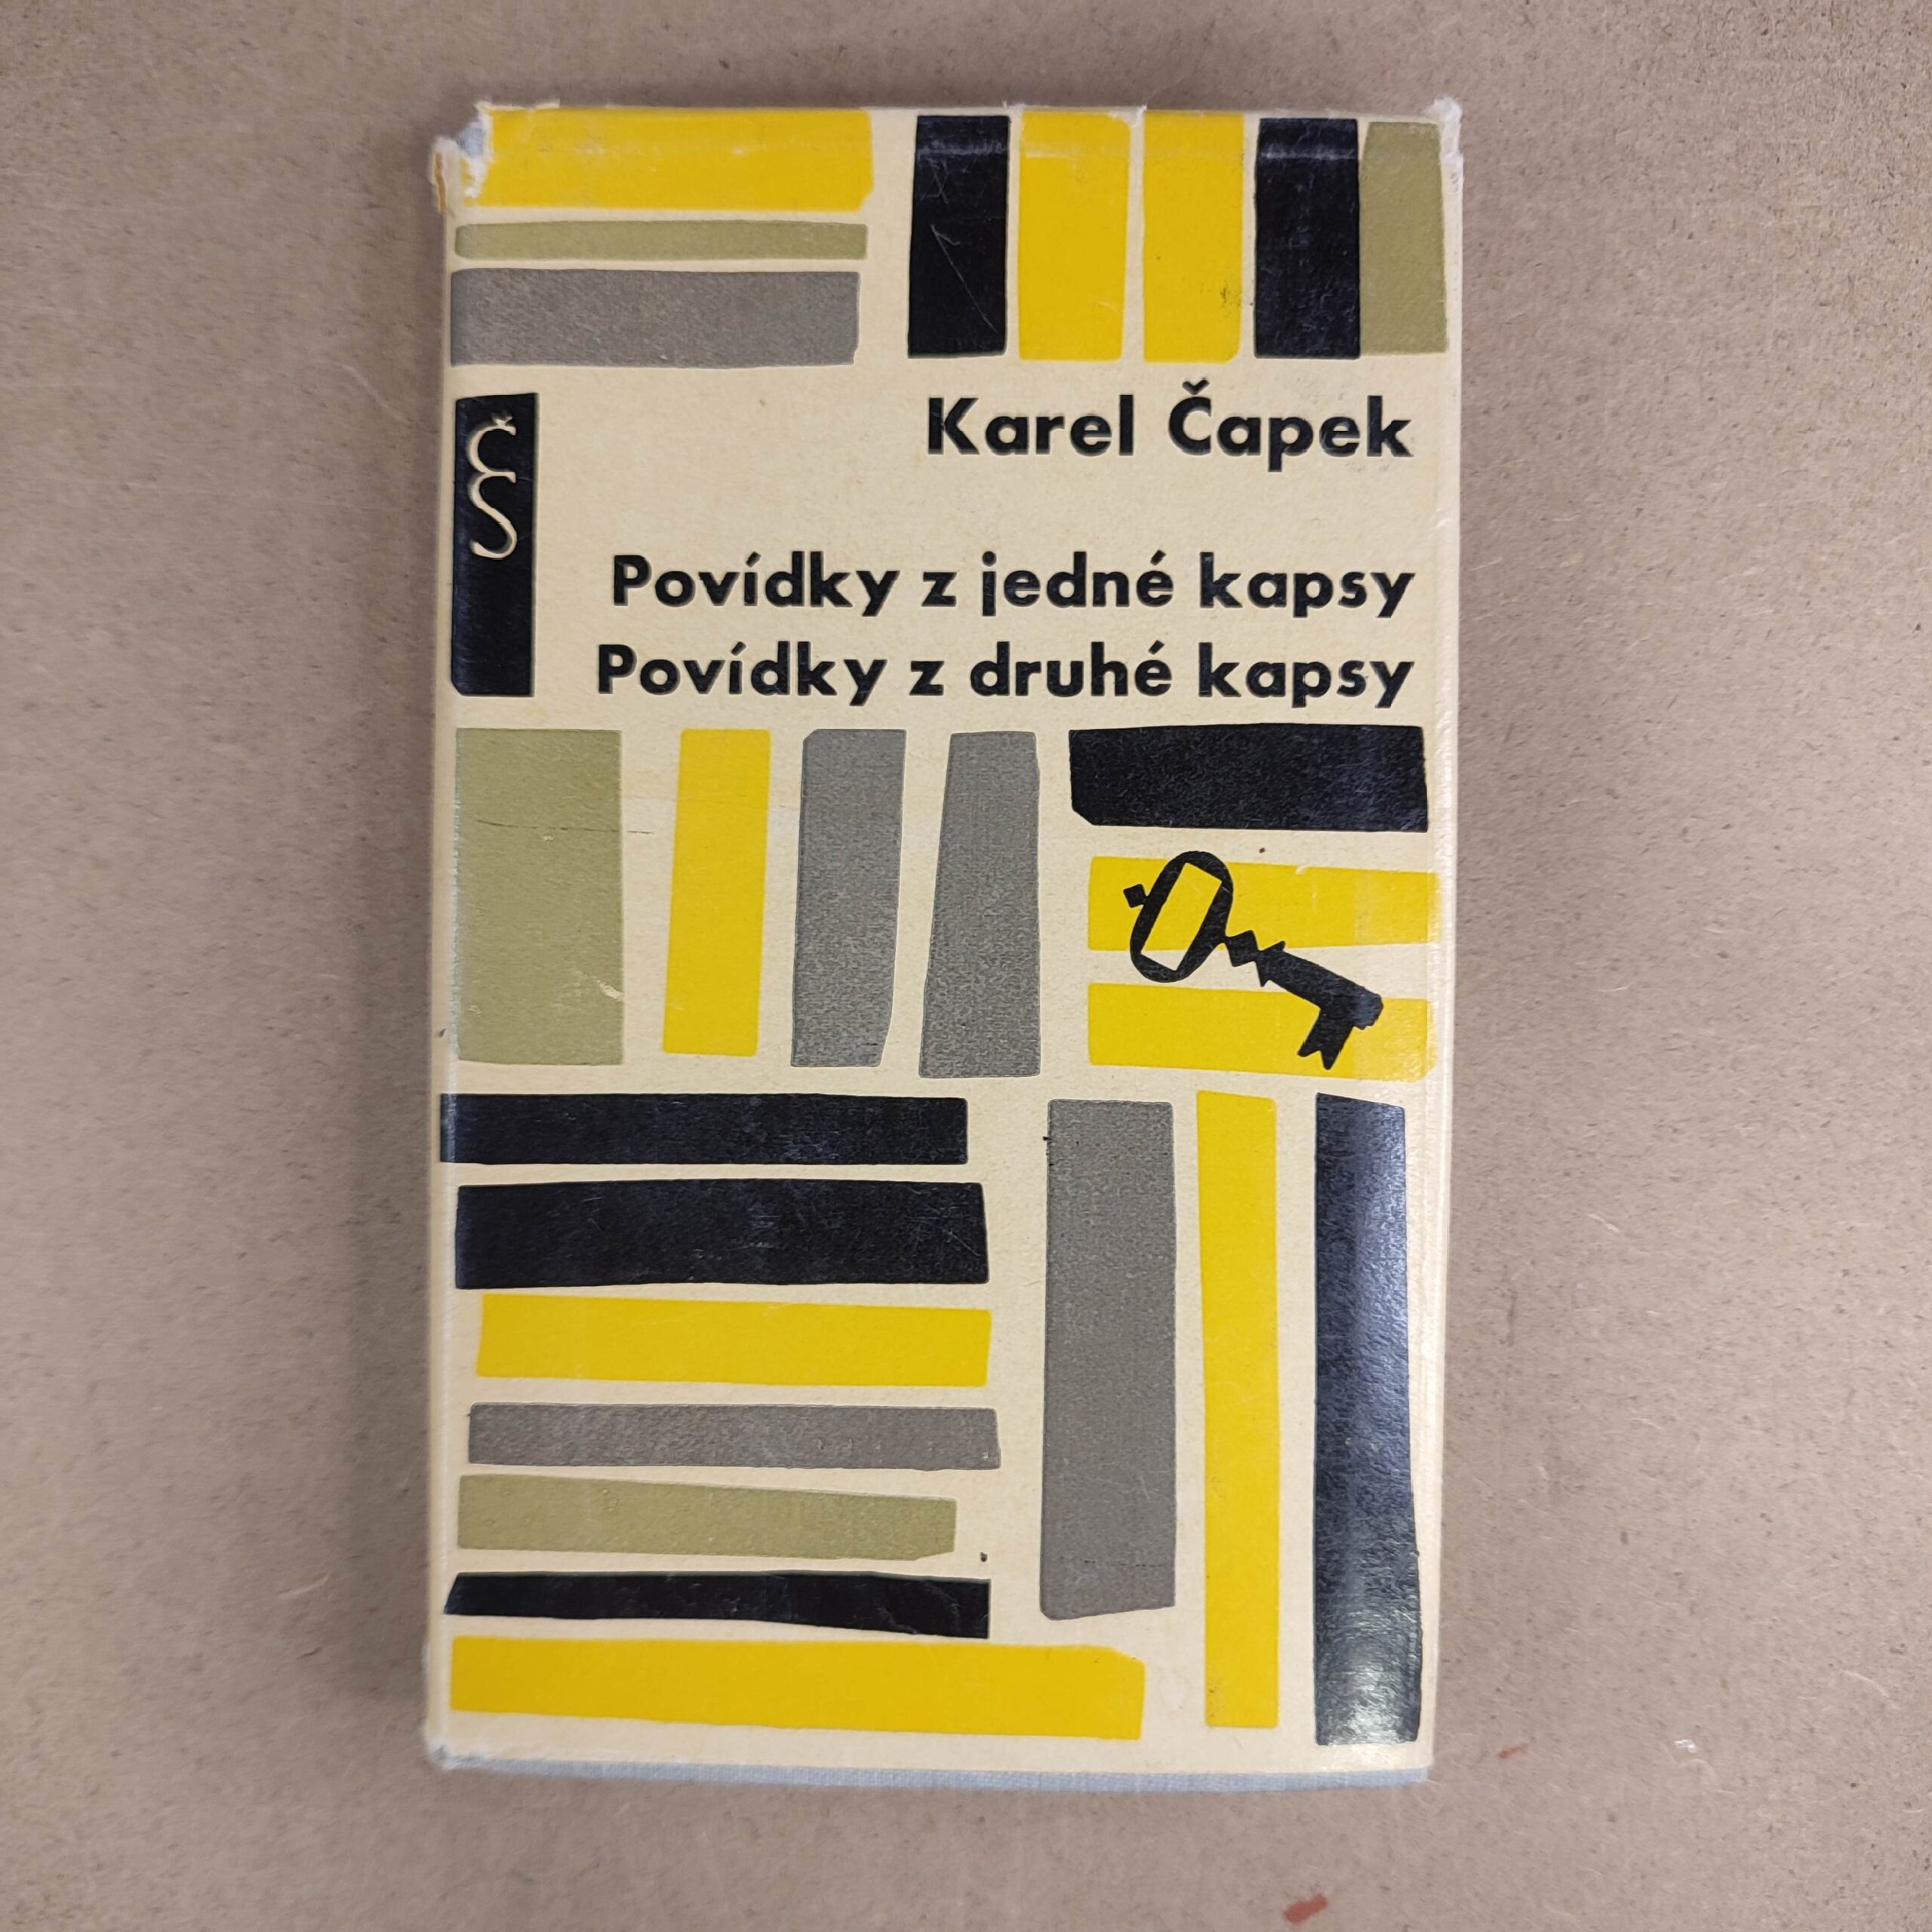 Karel Čapek
ČS
Povídky z jedné kapsy
Povídky z druhé kapsy